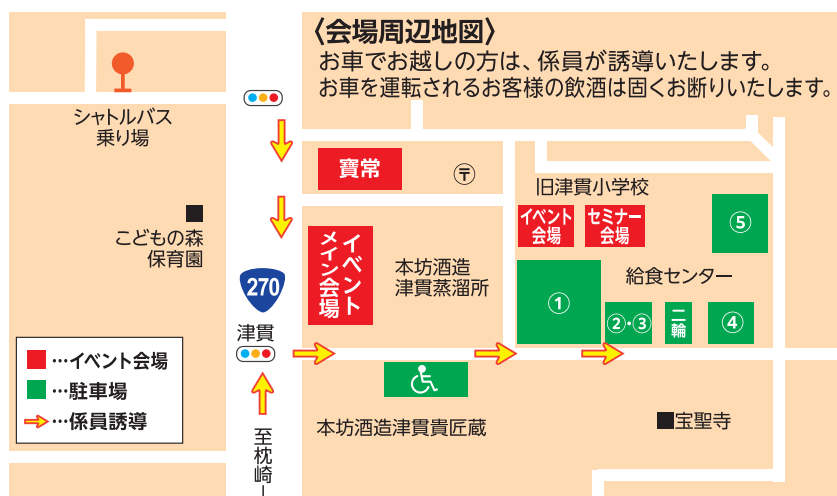 〈会場周辺地図〉
お車でお越しの方は、係員が誘導いたします。
お車を運転されるお客様の飲酒は固くお断りいたします。
シャトルバス
乗り場
寶常
〒
旧津貫小学校
イベント
会場
セミナー
会場
⑤
こどもの森
保育園
イベント
メイン会場
本坊酒造
津貫蒸溜所
給食センター
270
①
②・③
二輪
④
津貫
…イベント会場
…駐車場
…係員誘導
本坊酒造津貫貴匠蔵
宝聖寺
至枕崎